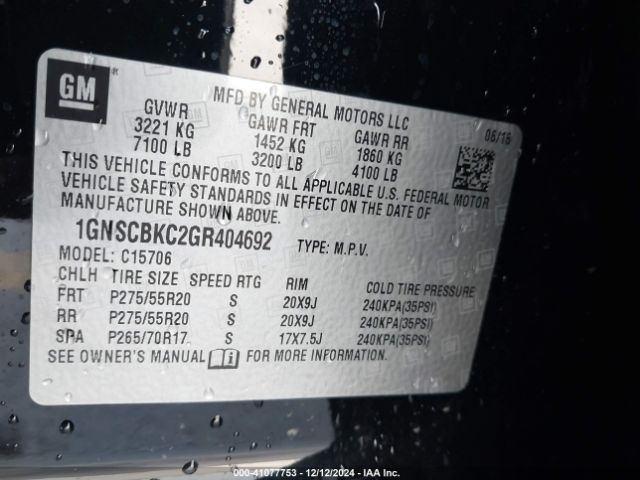 GM
MFD BY GENERAL MOTORS LLC
06/16
GVWR GAWR FRT GAWR RR
3221 KG 1452 KG 1860 KG
7100 LB 3200 LB 4100 LB
THIS VEHICLE CONFORMS TO ALL APPLICABLE U.S. FEDERAL MOTOR
VEHICLE SAFETY STANDARDS IN EFFECT ON THE DATE OF
MANUFACTURE SHOWN ABOVE.
1GNSCBKC2GR404692 TYPE: M.P.V.
MODEL: C15706
CHLH TIRE SIZE SPEED RTG RIM COLD TIRE PRESSURE
FRT P275/55R20 S 20X9J 240KPA(35PSI)
RR P275/55R20 S 20X9J 240KPA(35PSI)
SPA P265/70R17 S 17X7.5J 240KPA(35PSI)
SEE OWNER'S MANUAL FOR MORE INFORMATION.
000-41077753 - 12/12/2024 - IAA Inc.